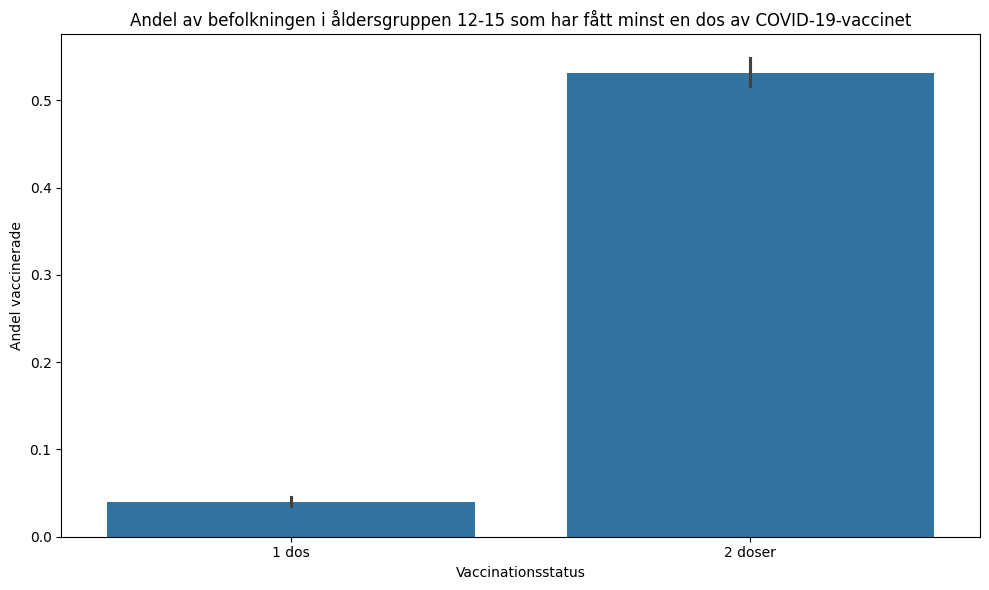 Andel av befolkningen i åldersgruppen 12-15 som har fått minst en dos av COVID-19-vaccinet
Andel vaccinerade
0.5
0.4
0.3
0.2
0.1
0.0
1 dos
2 doser
Vaccinationsstatus